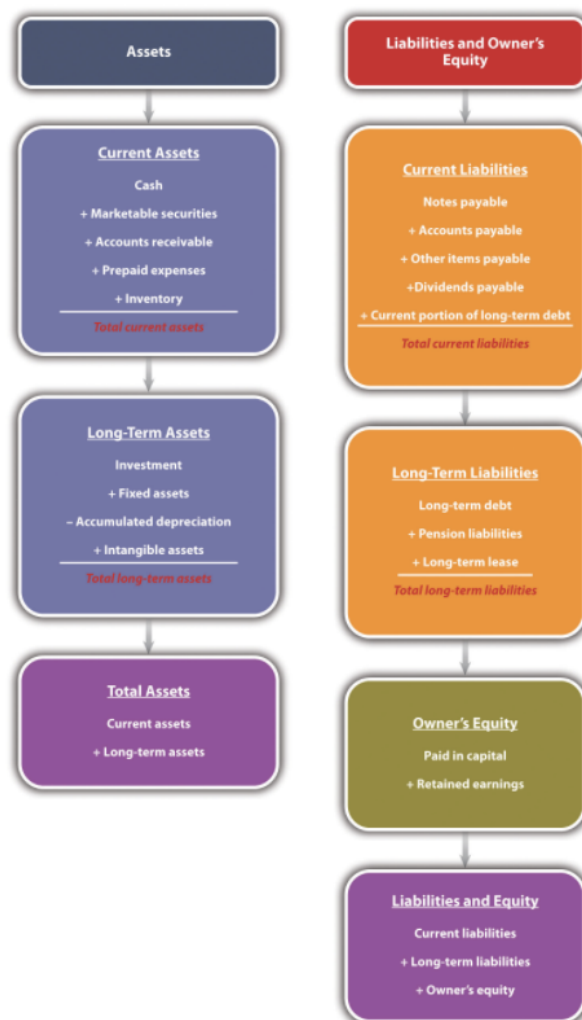 Assets
Current Assets
Cash
+ Marketable securities
+ Accounts receivable
+ Prepaid expenses
+ Inventory
Total current assets
Long-Term Assets
Investment
+ Fixed assets
– Accumulated depreciation
+ Intangible assets
Total long-term assets
Total Assets
Current assets
+ Long-term assets
Liabilities and Owner's
Equity
Current Liabilities
Notes payable
+ Accounts payable
+ Other items payable
+Dividends payable
+ Current portion of long-term debt
Total current liabilities
Long-Term Liabilities
Long-term debt
+ Pension liabilities
+ Long-term lease
Total long-term liabilities
Owner's Equity
Paid in capital
+ Retained earnings
Liabilities and Equity
Current liabilities
+ Long-term liabilities
+ Owner's equity